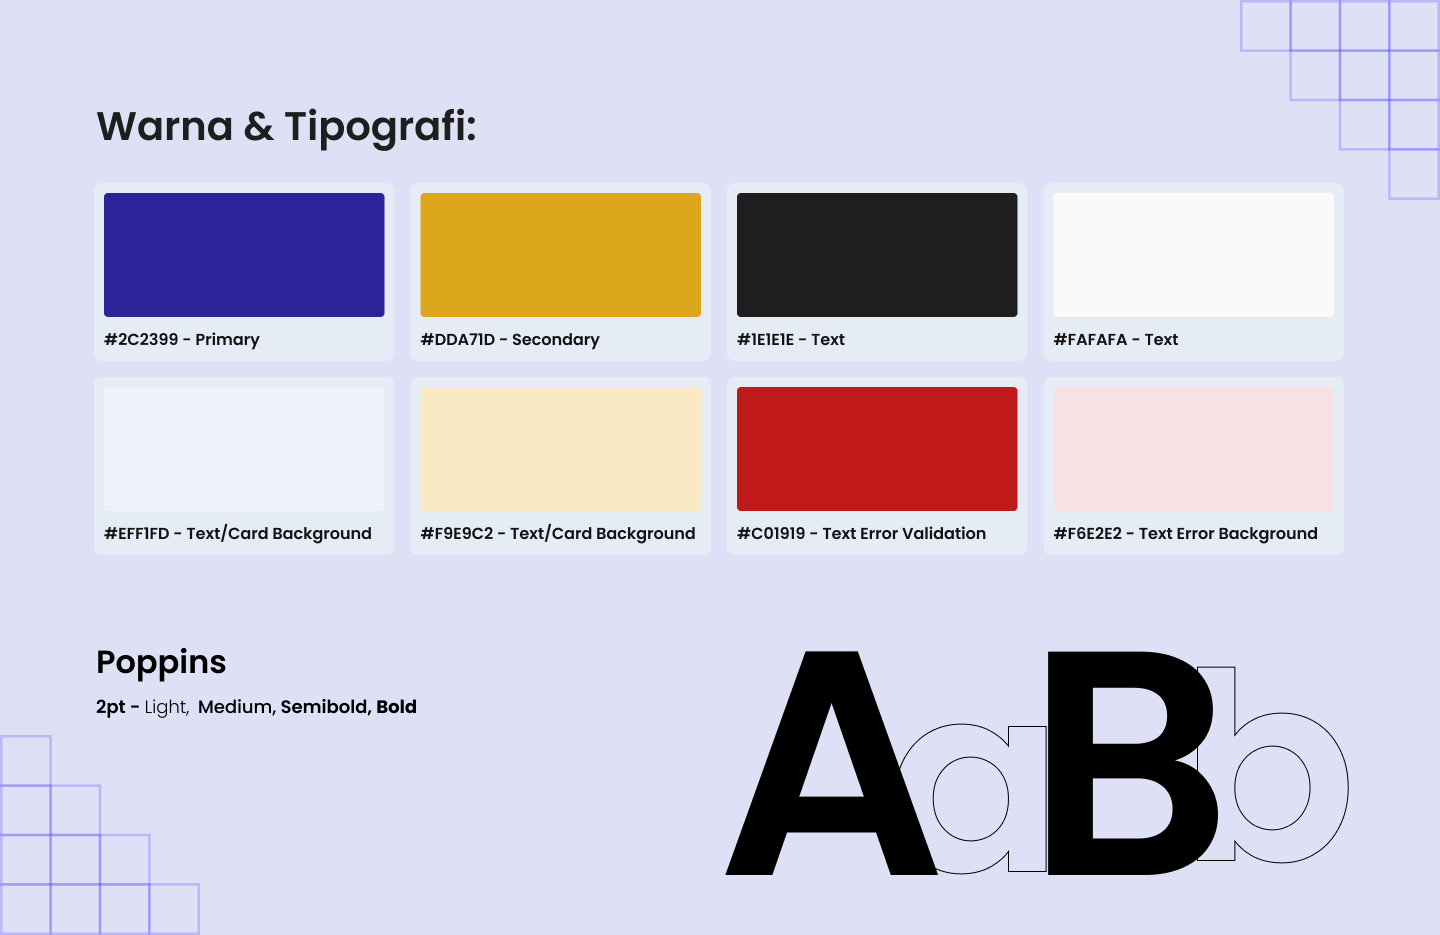 Warna & Tipografi:
#2C2399 - Primary
#DDA71D - Secondary
#1E1E1E - Text
#FAFAFA - Text
#EFF1FD - Text/Card Background
#F9E9C2 - Text/Card Background
#C01919 - Text Error Validation
#F6E2E2 - Text Error Background
Poppins
2pt - Light, Medium, Semibold, Bold
AaBb